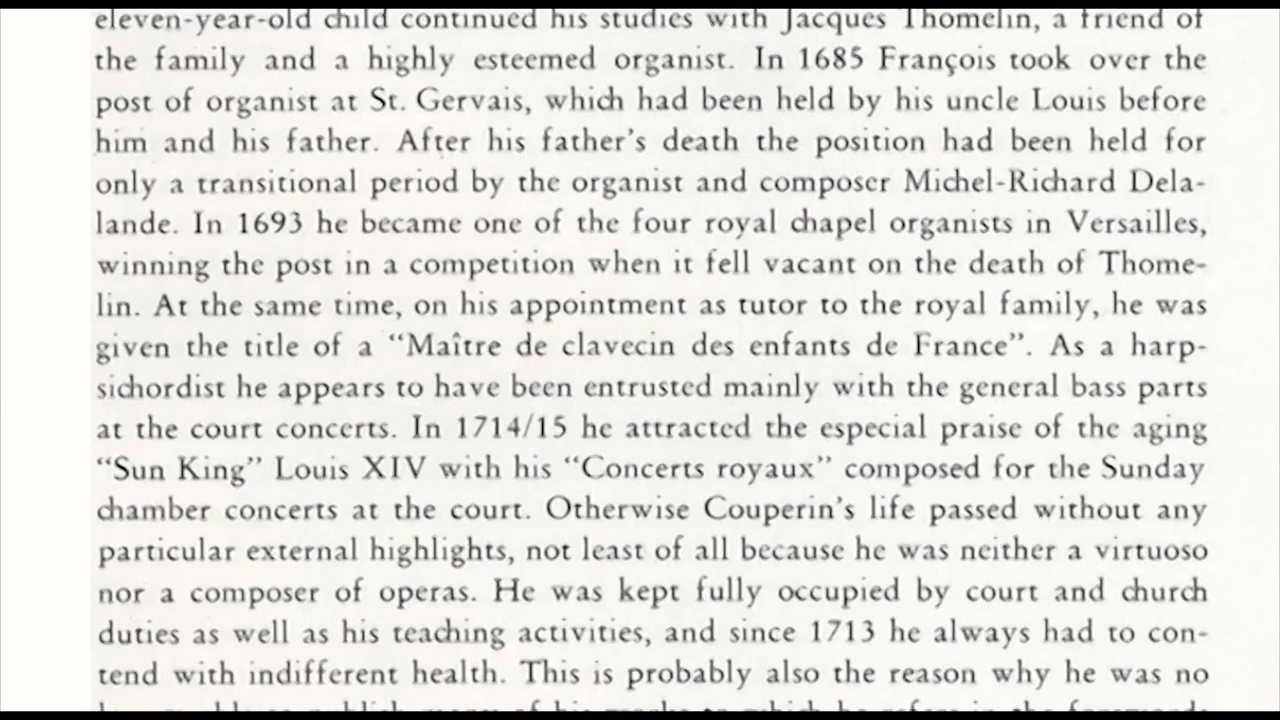 eleven-year-old child continued his studies with Jacques Thomelin, a friend of
the family and a highly esteemed organist. In 1685 François took over the
post of organist at St. Gervais, which had been held by his uncle Louis before
him and his father. After his father's death the position had been held for
only a transitional period by the organist and composer Michel-Richard Dela-
lande. In 1693 he became one of the four royal chapel organists in Versailles,
winning the post in a competition when it fell vacant on the death of Thome-
lin. At the same time, on his appointment as tutor to the royal family, he was
given the title of a “Maître de clavecin des enfants de France”. As a harp-
sichordist he appears to have been entrusted mainly with the general bass parts
at the court concerts. In 1714/15 he attracted the especial praise of the aging
“Sun King” Louis XIV with his “Concerts royaux” composed for the Sunday
chamber concerts at the court. Otherwise Couperin's life passed without any
particular external highlights, not least of all because he was neither a virtuoso
nor a composer of operas. He was kept fully occupied by court and church
duties as well as his teaching activities, and since 1713 he always had to con-
tend with indifferent health. This is probably also the reason why he was no